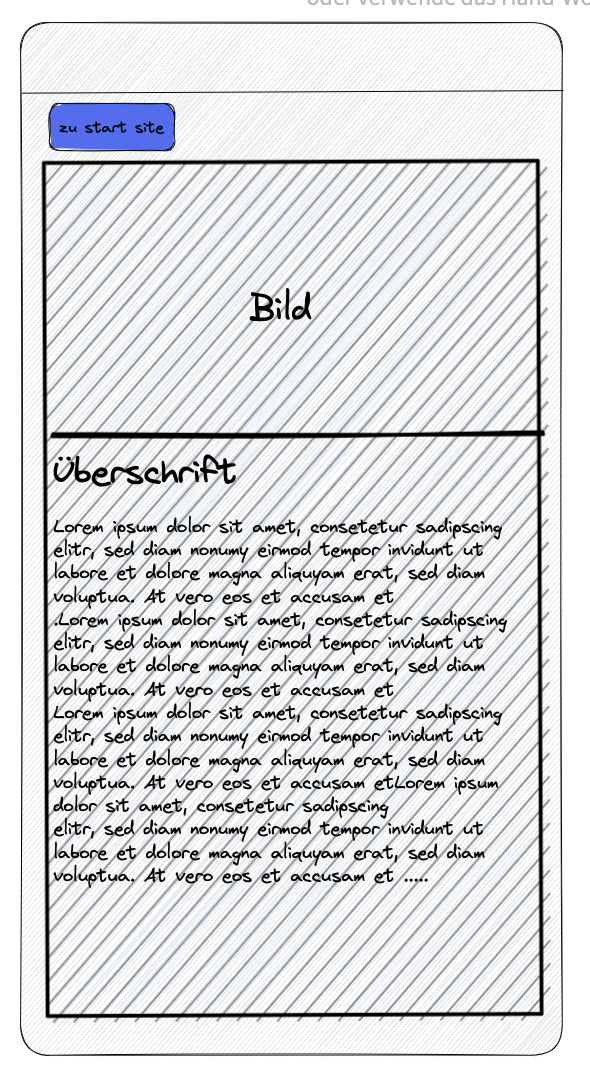 oder verwende das Hand-We
zu start site
Bild
Überschrift
Lorem ipsum dolor sit amet, consetetur sadipscing
elitr, sed diam nonumy eirmod tempor invidunt ut
labore et dolore magna aliquyam erat, sed diam
voluptua. At vero eos et accusam et
.Lorem ipsum dolor sit amet, consetetur sadipscing
elitr, sed diam nonumy eirmod tempor invidunt ut
labore et dolore magna aliquyam erat, sed diam
voluptua. At vero eos et accusam et
Lorem ipsum dolor sit amet, consetetur sadipscing
elitr, sed diam nonumy eirmod tempor invidunt ut
labore et dolore magna aliquyam erat, sed diam
voluptua. At vero eos et accusam etLorem ipsum
dolor sit amet, consetetur sadipscing
elitr, sed diam nonumy eirmod tempor invidunt ut
labore et dolore magna aliquyam erat, sed diam
voluptua. At vero eos et accusam et .....